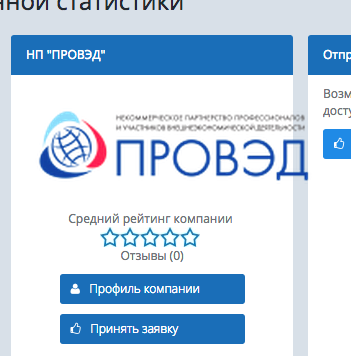 нной статистики
НП "ПРОВЭД"
НЕКОММЕРЧЕСКОЕ ПАРТНЕРСТВО ПРОФЕССИОНАЛОВ
И УЧАСТНИКОВ ВНЕШНЕЭКОНОМИЧЕСКОЙ ДЕЯТЕЛЬНОСТИ
ПРОВЭД
Средний рейтинг компании
Отзывы (0)
Профиль компании
Принять заявку
Отпр
Возм
досту